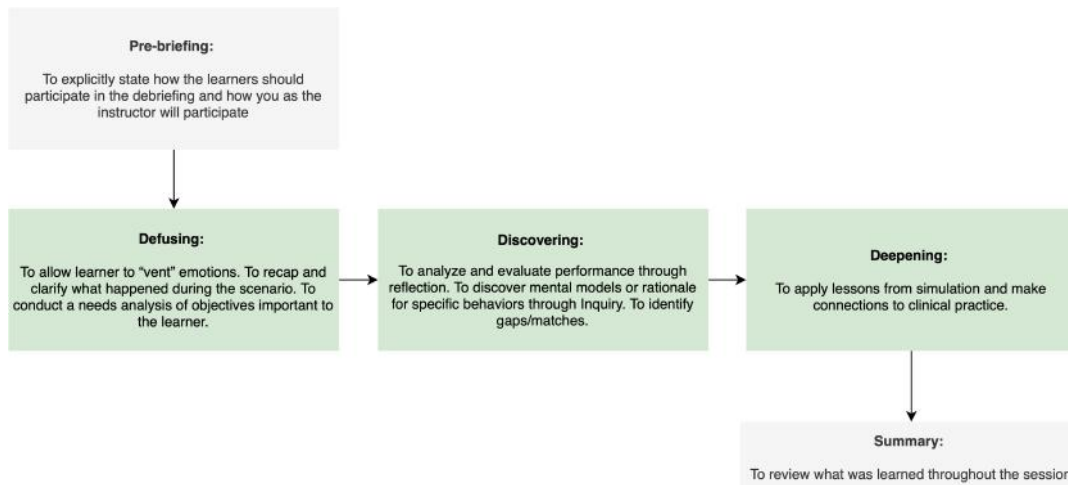 Pre-briefing:
To explicitly state how the learners should
participate in the debriefing and how you as the
instructor will participate
Defusing:
To allow learner to “vent” emotions. To recap and
clarify what happened during the scenario. To
conduct a needs analysis of objectives important to
the learner.
Discovering:
To analyze and evaluate performance through
reflection. To discover mental models or rationale
for specific behaviors through Inquiry. To identify
gaps/matches.
Deepening:
To apply lessons from simulation and make
connections to clinical practice.
Summary:
To review what was learned throughout the session